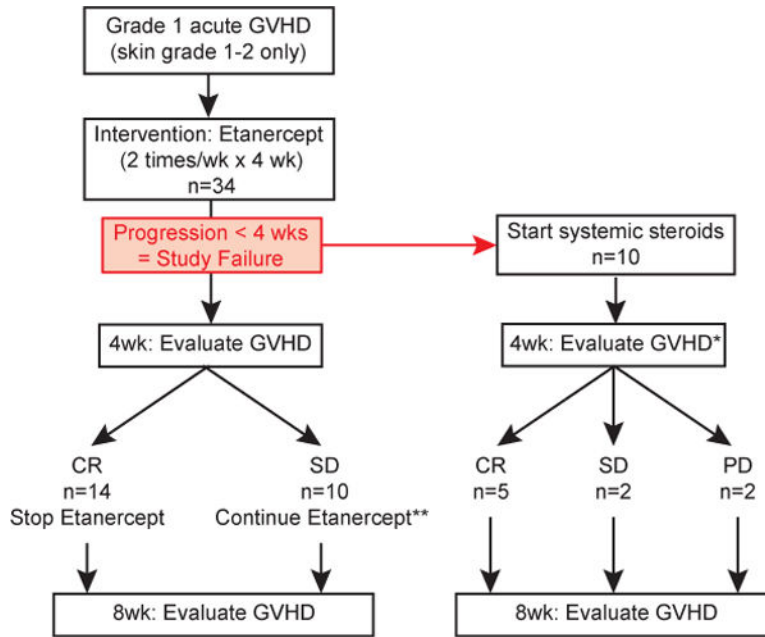 Grade 1 acute GVHD
(skin grade 1-2 only)
Intervention: Etanercept
(2 times/wk x 4 wk)
n=34
Progression < 4 wks
= Study Failure
Start systemic steroids
n=10
4wk: Evaluate GVHD
4wk: Evaluate GVHD*
CR
n=14
Stop Etanercept
SD
n=10
Continue Etanercept**
CR
n=5
SD
n=2
PD
n=2
8wk: Evaluate GVHD
8wk: Evaluate GVHD